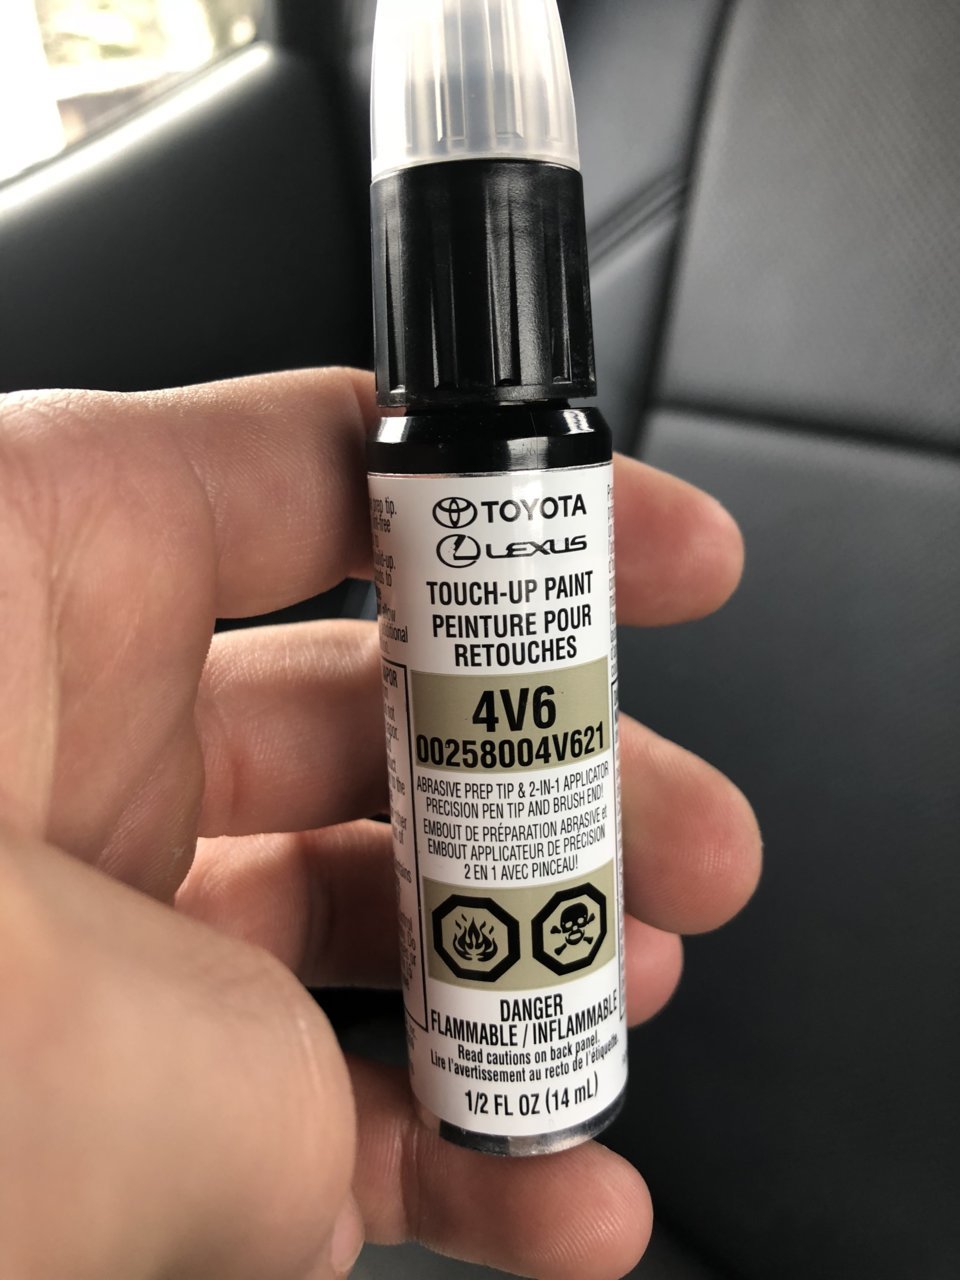 TOYOTA
LEXUS
TOUCH-UP PAINT
PEINTURE POUR
RETOUCHES
4V6
00258004V621
ABRASIVE PREP TIP & 2-IN-1 APPLICATOR
PRECISION PEN TIP AND BRUSH END!
EMBOUT DE PRÉPARATION ABRASIVE et
EMBOUT APPLICATEUR DE PRÉCISION
2 EN 1 AVEC PINCEAU!
DANGER
FLAMMABLE / INFLAMMABLE
Read cautions on back panel.
Lire l'avertissement au recto de l'étiquette.
1/2 FL OZ (14 mL)
prep tip.